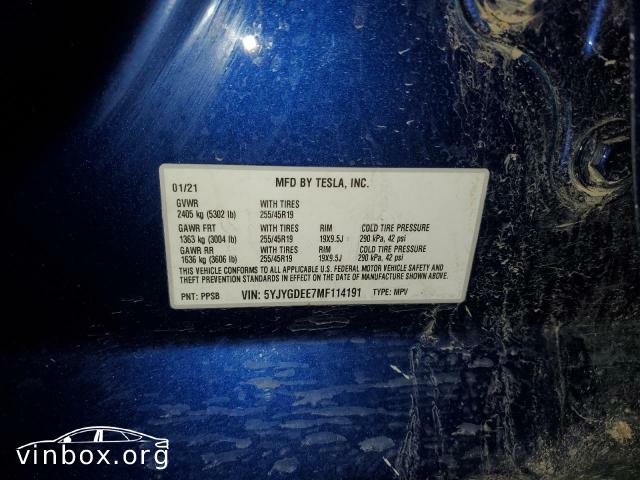 01/21 MFD BY TESLA, INC.
GVWR WITH TIRES
2405 kg (5302 lb) 255/45R19
GAWR FRT WITH TIRES RIM COLD TIRE PRESSURE
1363 kg (3004 lb) 255/45R19 19X9.5J 290 kPa, 42 psi
GAWR RR WITH TIRES RIM COLD TIRE PRESSURE
1636 kg (3606 lb) 255/45R19 19X9.5J 290 kPa, 42 psi
THIS VEHICLE CONFORMS TO ALL APPLICABLE U.S. FEDERAL MOTOR VEHICLE SAFETY AND
THEFT PREVENTION STANDARDS IN EFFECT ON THE DATE OF MANUFACTURE SHOWN ABOVE.
PNT: PPSB VIN: 5YJYGDEE7MF114191 TYPE: MPV
vinbox.org